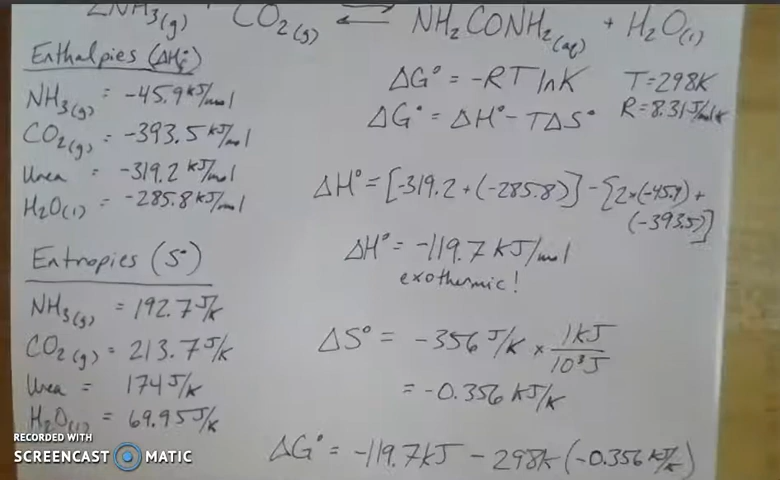 2NH₃(g) + CO₂(g) ⇌ NH₂CONH₂(aq) + H₂O(l)
Enthalpies (ΔH°f)
NH₃(g) = -45.9 kJ/mol
CO₂(g) = -393.5 kJ/mol
Urea = -319.2 kJ/mol
H₂O(l) = -285.8 kJ/mol
Entropies (S°)
NH₃(g) = 192.7 J/K
CO₂(g) = 213.7 J/K
Urea = 174 J/K
H₂O(l) = 69.95 J/K
ΔG° = -RT lnK T = 298K
ΔG° = ΔH° - TΔS° R = 8.31 J/mol K
ΔH° = [-319.2 + (-285.8)] - [2×(-45.9) +
(-393.5)]
ΔH° = -119.7 kJ/mol
exothermic!
ΔS° = -356 J/K × 1kJ/10³J
= -0.356 kJ/K
ΔG° = -119.7 kJ - 298K (-0.356 kJ/K)
RECORDED WITH
SCREENCAST MATIC